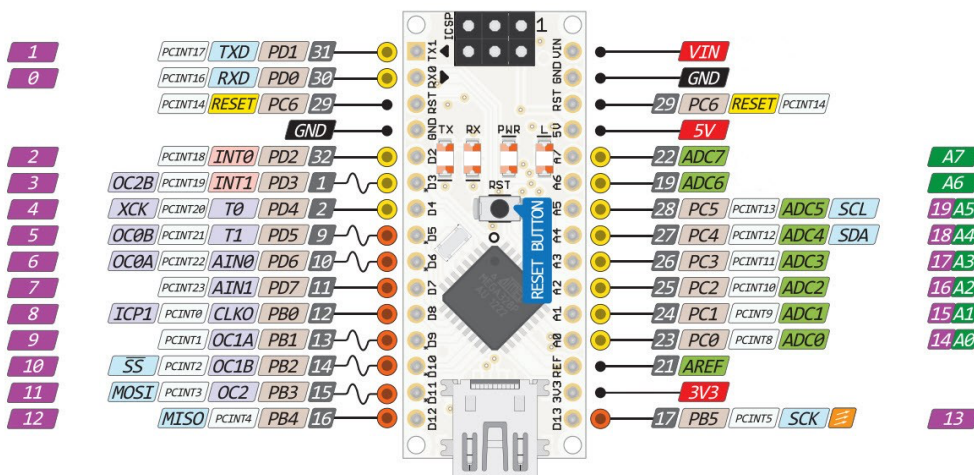 ICSP 1
1 PCINT17 TXD PD1 31 TX1 VIN VIN
0 PCINT16 RXD PD0 30 RX0 GND GND
PCINT14 RESET PC6 29 RST RST 29 PC6 RESET PCINT14
GND GND 5V 5V
TX RX PWR L
2 PCINT18 INT0 PD2 32 D2 A7 22 ADC7 A7
3 OC2B PCINT19 INT1 PD3 1 D3 A6 19 ADC6 A6
RST
4 XCK PCINT20 T0 PD4 2 D4 A5 28 PC5 PCINT13 ADC5 SCL 19 A5
5 OC0B PCINT21 T1 PD5 9 D5 A4 27 PC4 PCINT12 ADC4 SDA 18 A4
RESET BUTTON
6 OC0A PCINT22 AIN0 PD6 10 D6 A3 26 PC3 PCINT11 ADC3 17 A3
7 PCINT23 AIN1 PD7 11 D7 A2 25 PC2 PCINT10 ADC2 16 A2
8 ICP1 PCINT0 CLKO PB0 12 D8 A1 24 PC1 PCINT9 ADC1 15 A1
9 PCINT1 OC1A PB1 13 D9 A0 23 PC0 PCINT8 ADC0 14 A0
10 SS PCINT2 OC1B PB2 14 D10 REF 21 AREF
11 MOSI PCINT3 OC2 PB3 15 D11 3V3 3V3
12 MISO PCINT4 PB4 16 D12 D13 17 PB5 PCINT5 SCK 13